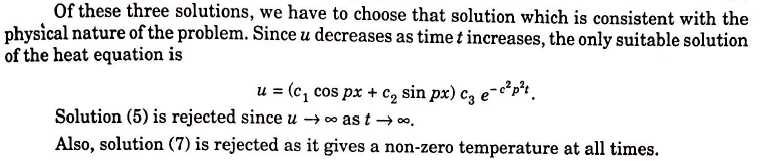 Of these three solutions, we have to choose that solution which is consistent with the
physical nature of the problem. Since u decreases as time t increases, the only suitable solution
of the heat equation is
u = (c₁ cos px + c₂ sin px) c₃ e^{-c²p²t}.
Solution (5) is rejected since u → ∞ as t → ∞.
Also, solution (7) is rejected as it gives a non-zero temperature at all times.